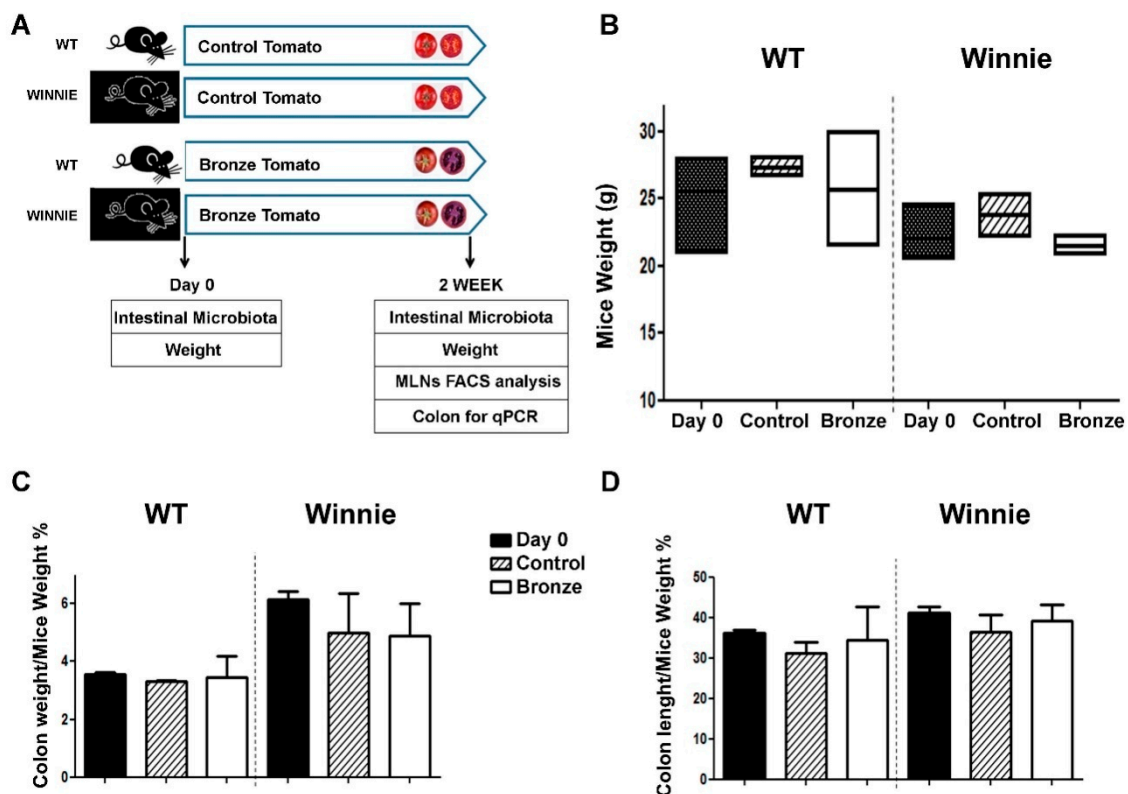 A
WT
Control Tomato
WINNIE
Control Tomato
WT
Bronze Tomato
WINNIE
Bronze Tomato
Day 0
Intestinal Microbiota
Weight
2 WEEK
Intestinal Microbiota
Weight
MLNs FACS analysis
Colon for qPCR
B
WT Winnie
Mice Weight (g)
30
25
20
15
10
Day 0 Control Bronze Day 0 Control Bronze
C
WT Winnie
Colon weight/Mice Weight %
6
4
2
0
Day 0
Control
Bronze
D
WT Winnie
Colon lenght/Mice Weight %
50
40
30
20
10
0